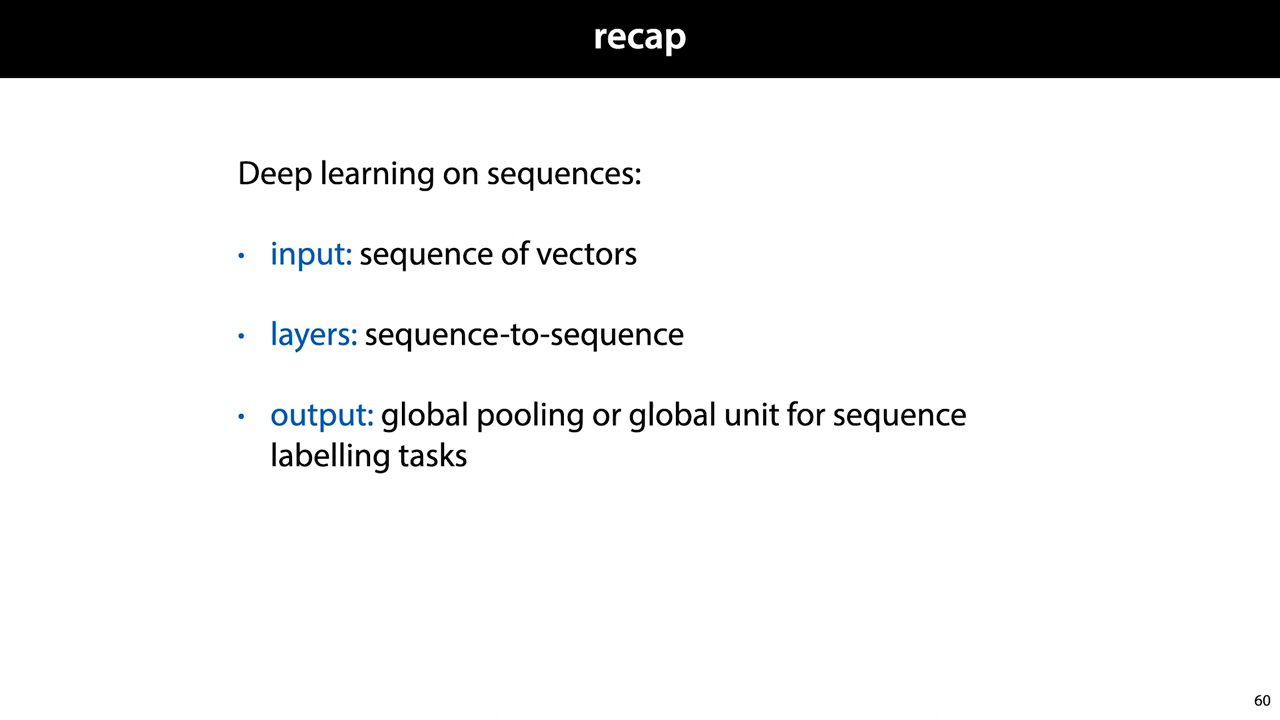 recap
Deep learning on sequences:
• input: sequence of vectors
• layers: sequence-to-sequence
• output: global pooling or global unit for sequence
labelling tasks
60